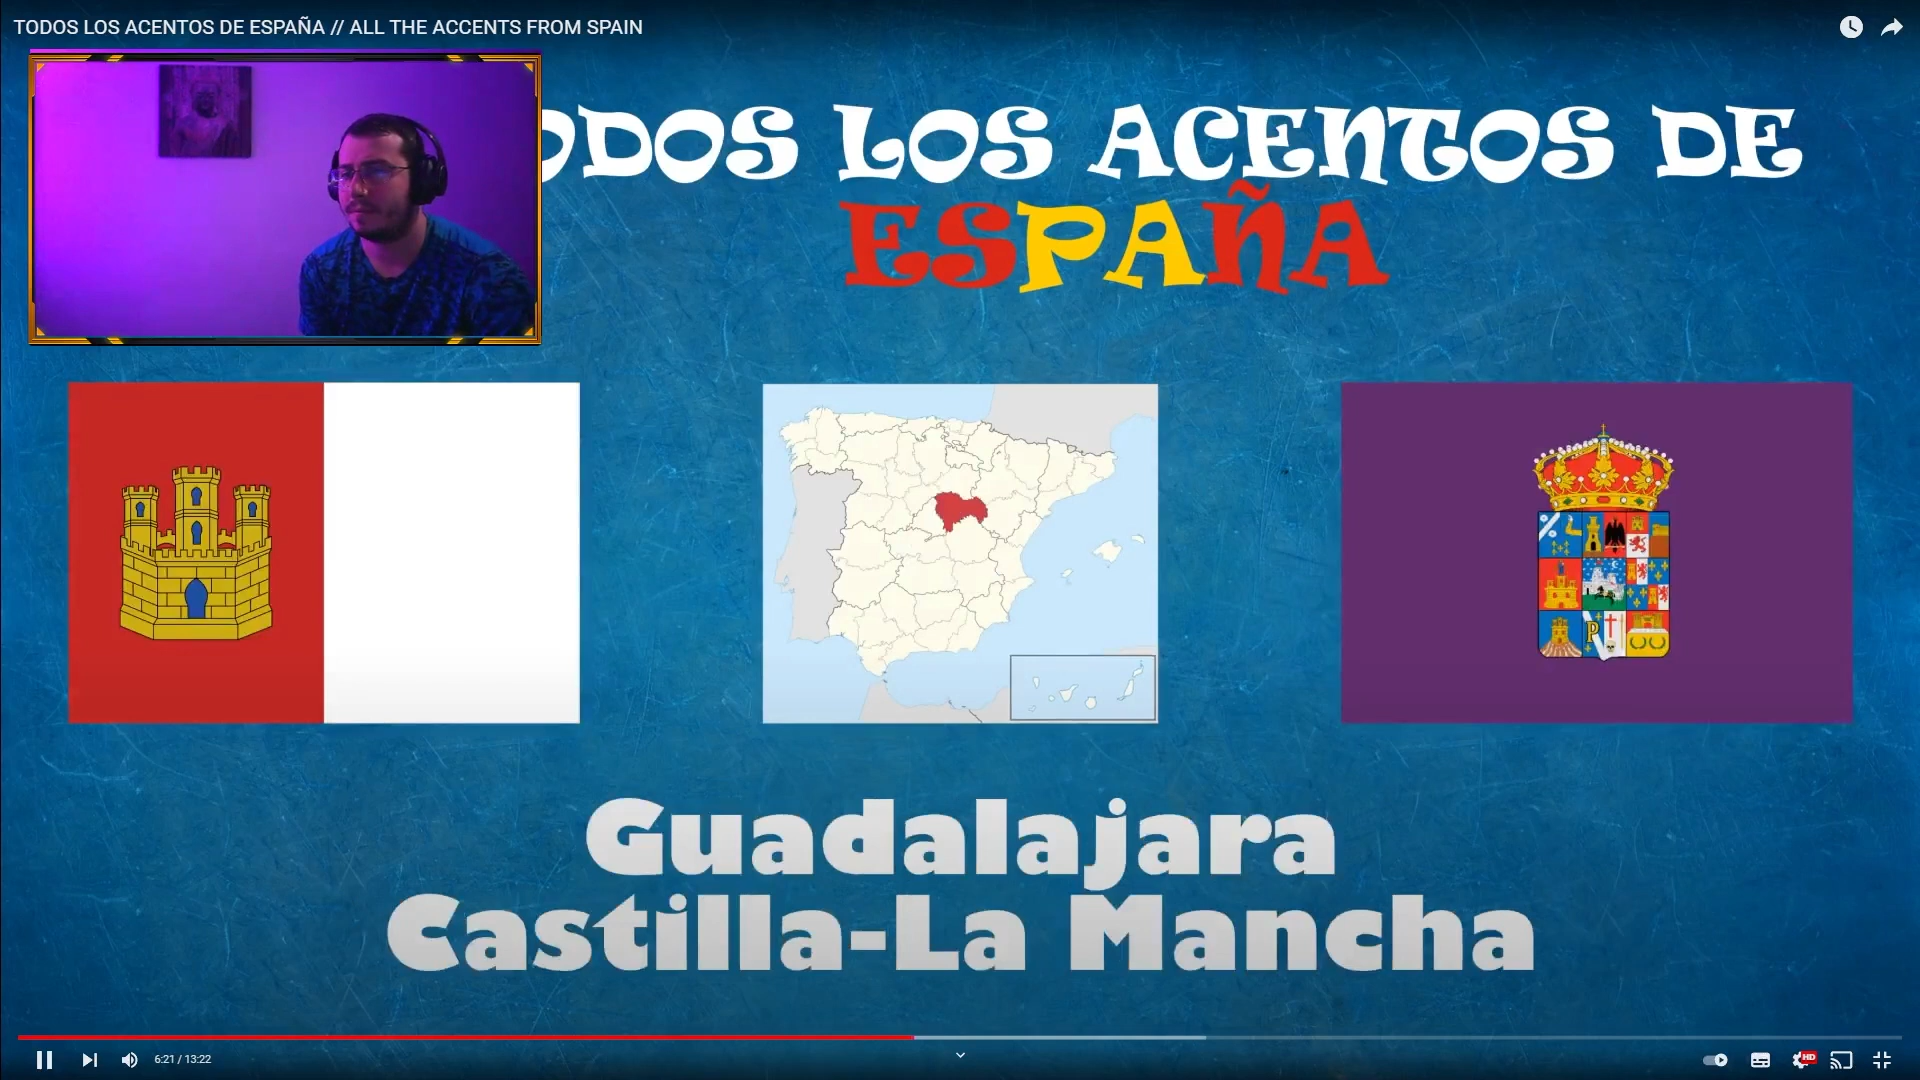 TODOS LOS ACENTOS DE ESPAÑA // ALL THE ACCENTS FROM SPAIN
ODOS LOS ACENTOS DE
ESPAÑA
P
Guadalajara
Castilla-La Mancha
6:21 / 13:22
HD